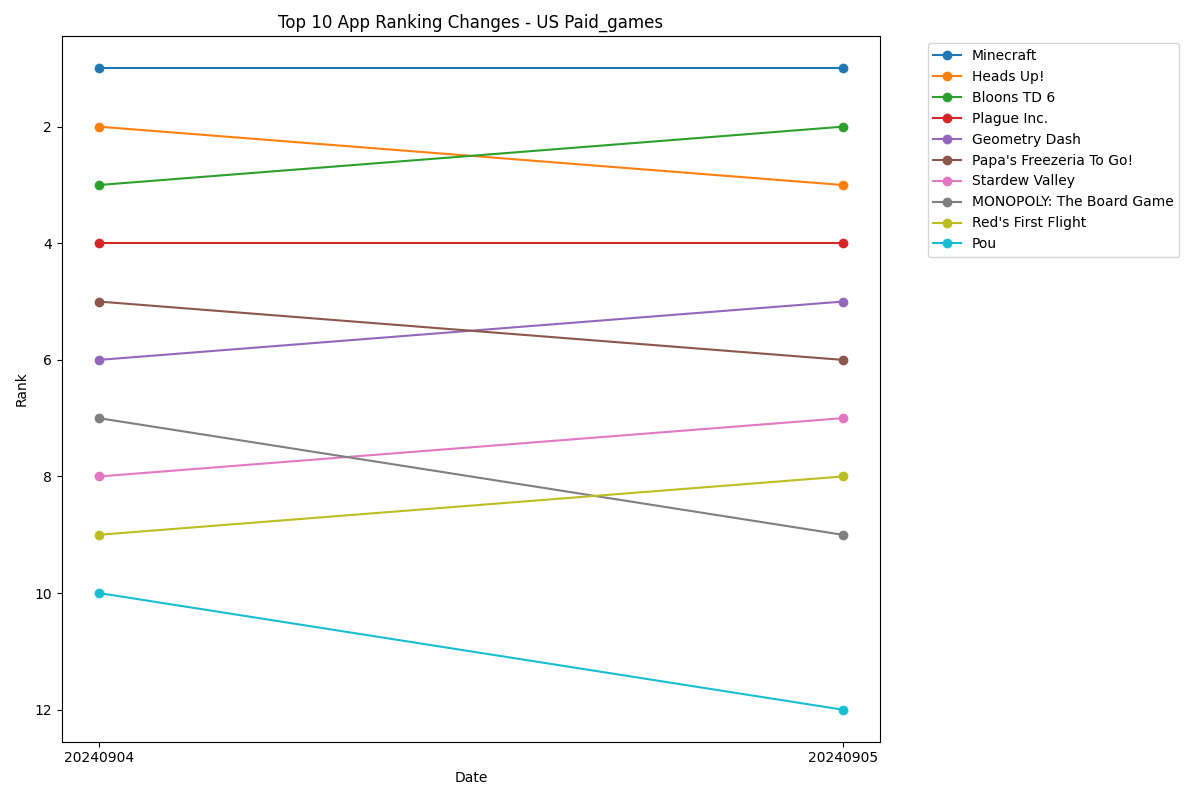 Top 10 App Ranking Changes - US Paid_games
Minecraft
Heads Up!
Bloons TD 6
Plague Inc.
Geometry Dash
Papa's Freezeria To Go!
Stardew Valley
MONOPOLY: The Board Game
Red's First Flight
Pou
Rank
2
4
6
8
10
12
20240904
20240905
Date